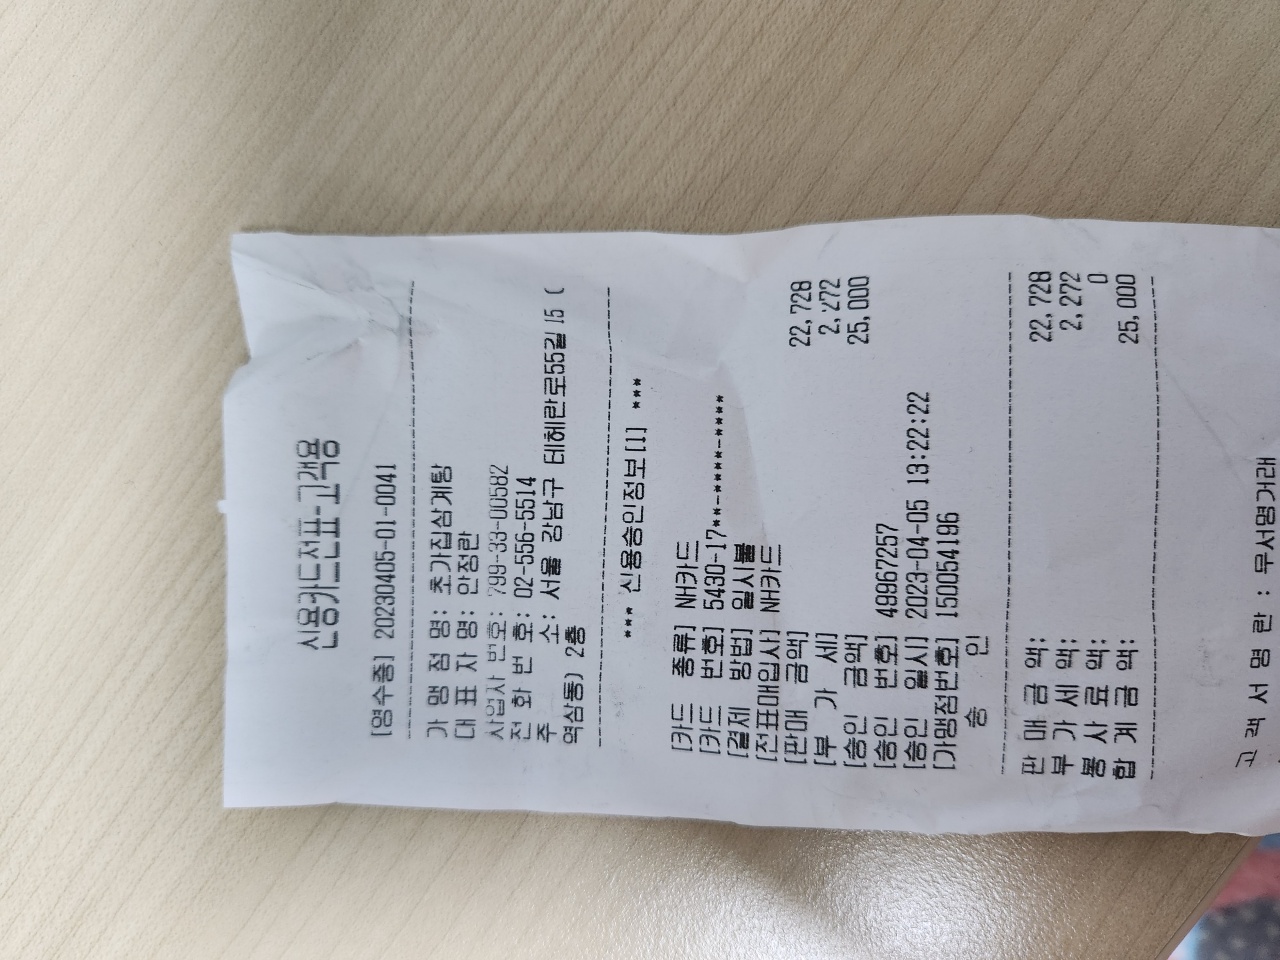 신용카드전표-고객용
[영수증] 20230405-01-0041
가 맹 점 명: 초가집삼계탕
대 표 자 명: 안정란
사업자 번호: 799-33-00582
전 화 번 호: 02-556-5514
주 소: 서울 강남구 테헤란로55길 15 (
역삼동) 2층
*** 신용승인정보[1] ***
[카드 종류] NH카드
[카드 번호] 5430-17**-****-****
[결제 방법] 일시불
[전표매입사] NH카드
[판매 금액] 22,728
[부 가 세] 2,272
[승인 금액] 25,000
[승인 번호] 49967257
[승인 일시] 2023-04-05 13:22:22
[가맹점번호] 150054196
승 인
판 매 금 액: 22,728
부 가 세 액: 2,272
봉 사 료 액: 0
합 계 금 액: 25,000
고 객 서 명 란 : 무서명거래